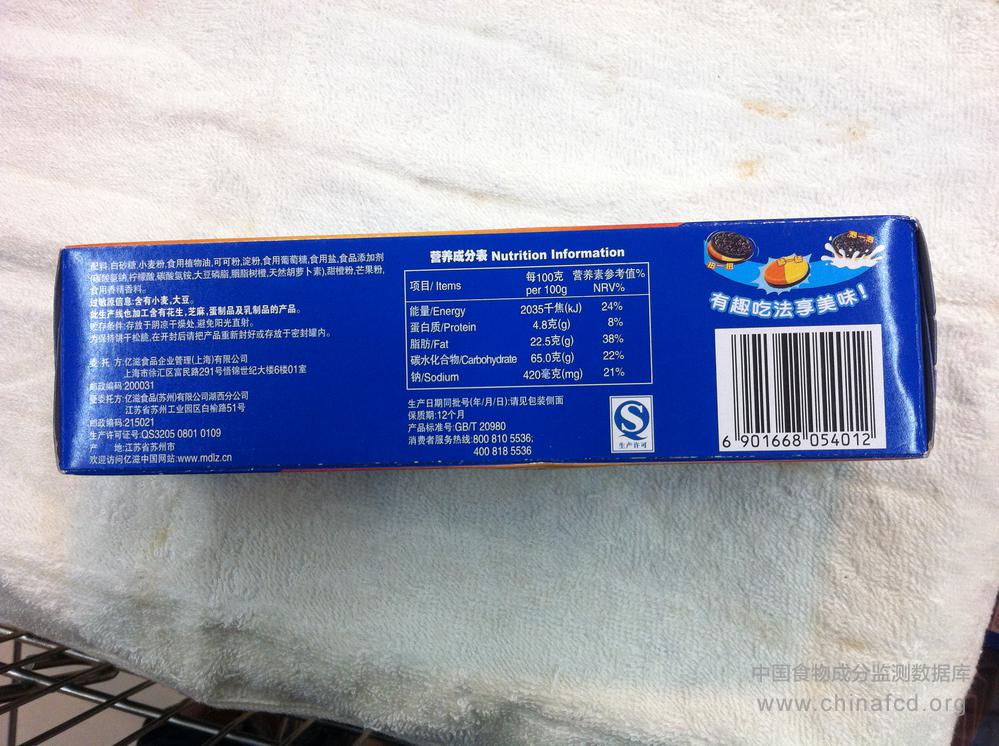 配料:白砂糖,小麦粉,食用植物油,可可粉,淀粉,食用葡萄糖,食用盐,食品添加剂
(碳酸氢钠,柠檬酸,碳酸氢铵,大豆磷脂,胭脂树橙,天然胡萝卜素),甜橙粉,芒果粉,
食用香精香料。
过敏原信息:含有小麦,大豆。
此生产线也加工含有花生,芝麻,蛋制品及乳制品的产品。
贮存条件:存放于阴凉干燥处,避免阳光直射。
为保持饼干松脆,在开封后请把产品重新封好或存放于密封罐内。
委 托 方:亿滋食品企业管理(上海)有限公司
上海市徐汇区富民路291号悟锦世纪大楼6楼01室
邮政编码:200031
受委托方:亿滋食品(苏州)有限公司湖西分公司
江苏省苏州工业园区白榆路51号
邮政编码:215021
生产许可证号:QS3205 0801 0109
产 地:江苏省苏州市
欢迎访问亿滋中国网站:www.mdlz.cn
营养成分表 Nutrition Information
项目/ Items 每100克 per 100g 营养素参考值% NRV%
能量/Energy 2035千焦(kJ) 24%
蛋白质/Protein 4.8克(g) 8%
脂肪/Fat 22.5克(g) 38%
碳水化合物/Carbohydrate 65.0克(g) 22%
钠/Sodium 420毫克(mg) 21%
生产日期同批号(年/月/日):请见包装侧面
保质期:12个月
产品标准号:GB/T 20980
消费者服务热线:800 810 5536;
400 818 5536
生产许可
扭一扭
泡一泡
有趣吃法享美味!
6 901668 054012
中国食物成分监测数据库
www.chinafcd.org